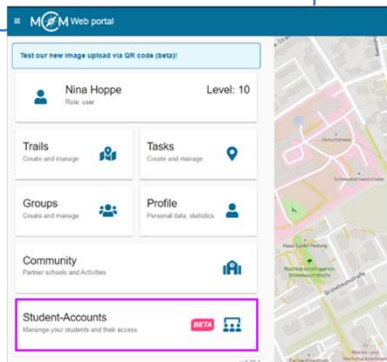 MCM Web portal
Test our new image upload via QR code (beta)!
Nina Hoppe
Role: user
Level: 10
Trails
Create and manage
Tasks
Create and manage
Groups
Create and manage
Profile
Personal data, statistics
Community
Partner schools and Activities
Student-Accounts
Manage your students and their access
BETA